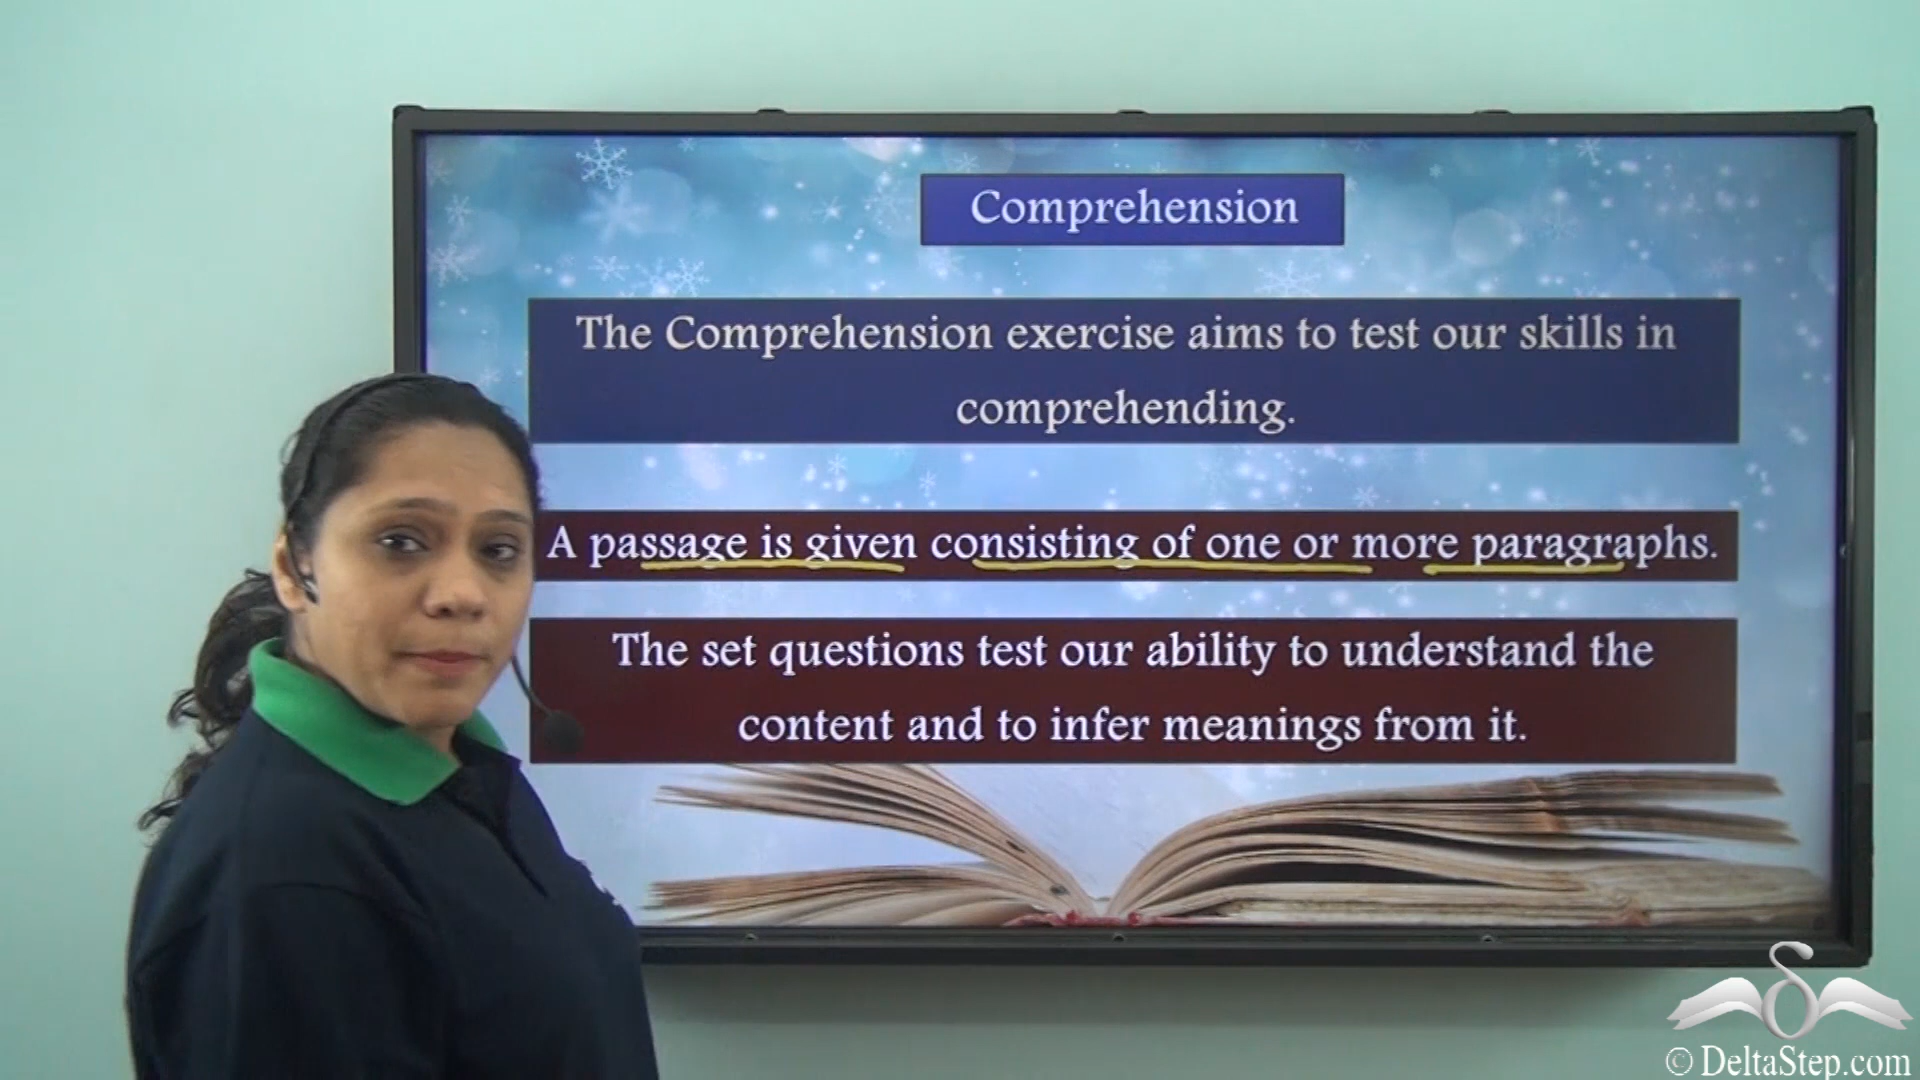 Comprehension
The Comprehension exercise aims to test our skills in
comprehending.
A passage is given consisting of one or more paragraphs.
The set questions test our ability to understand the
content and to infer meanings from it.
© DeltaStep.com